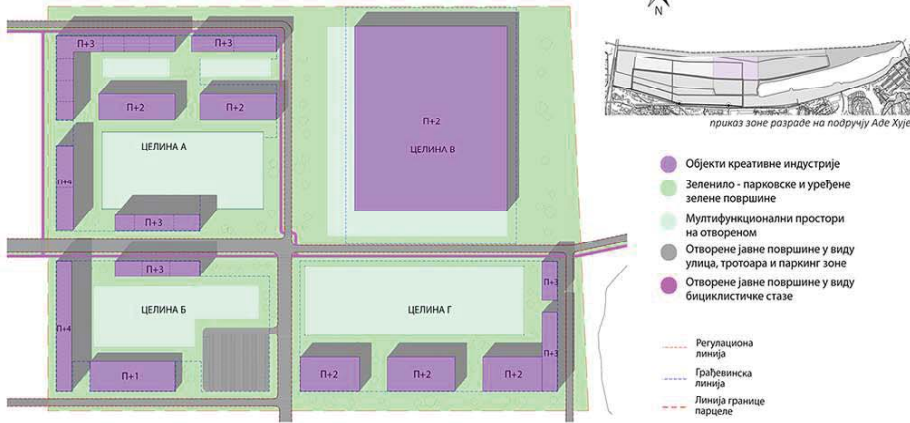 N
П+3
П+3
П+2
П+2
ЦЕЛИНА А
П+4
П+3
П+2
ЦЕЛИНА В
П+3
ЦЕЛИНА Б
П+4
П+1
ЦЕЛИНА Г
П+3
П+3
П+2
П+2
П+2
приказ зоне разраде на подручју Аде Хује
Објекти креативне индустрије
Зеленило - парковске и уређене
зелене површине
Мултифункционални простори
на отвореном
Отворене јавне површине у виду
улица, тротоара и паркинг зоне
Отворене јавне површине у виду
бициклистичке стазе
Регулациона
линија
Грађевинска
линија
Линија границе
парцеле